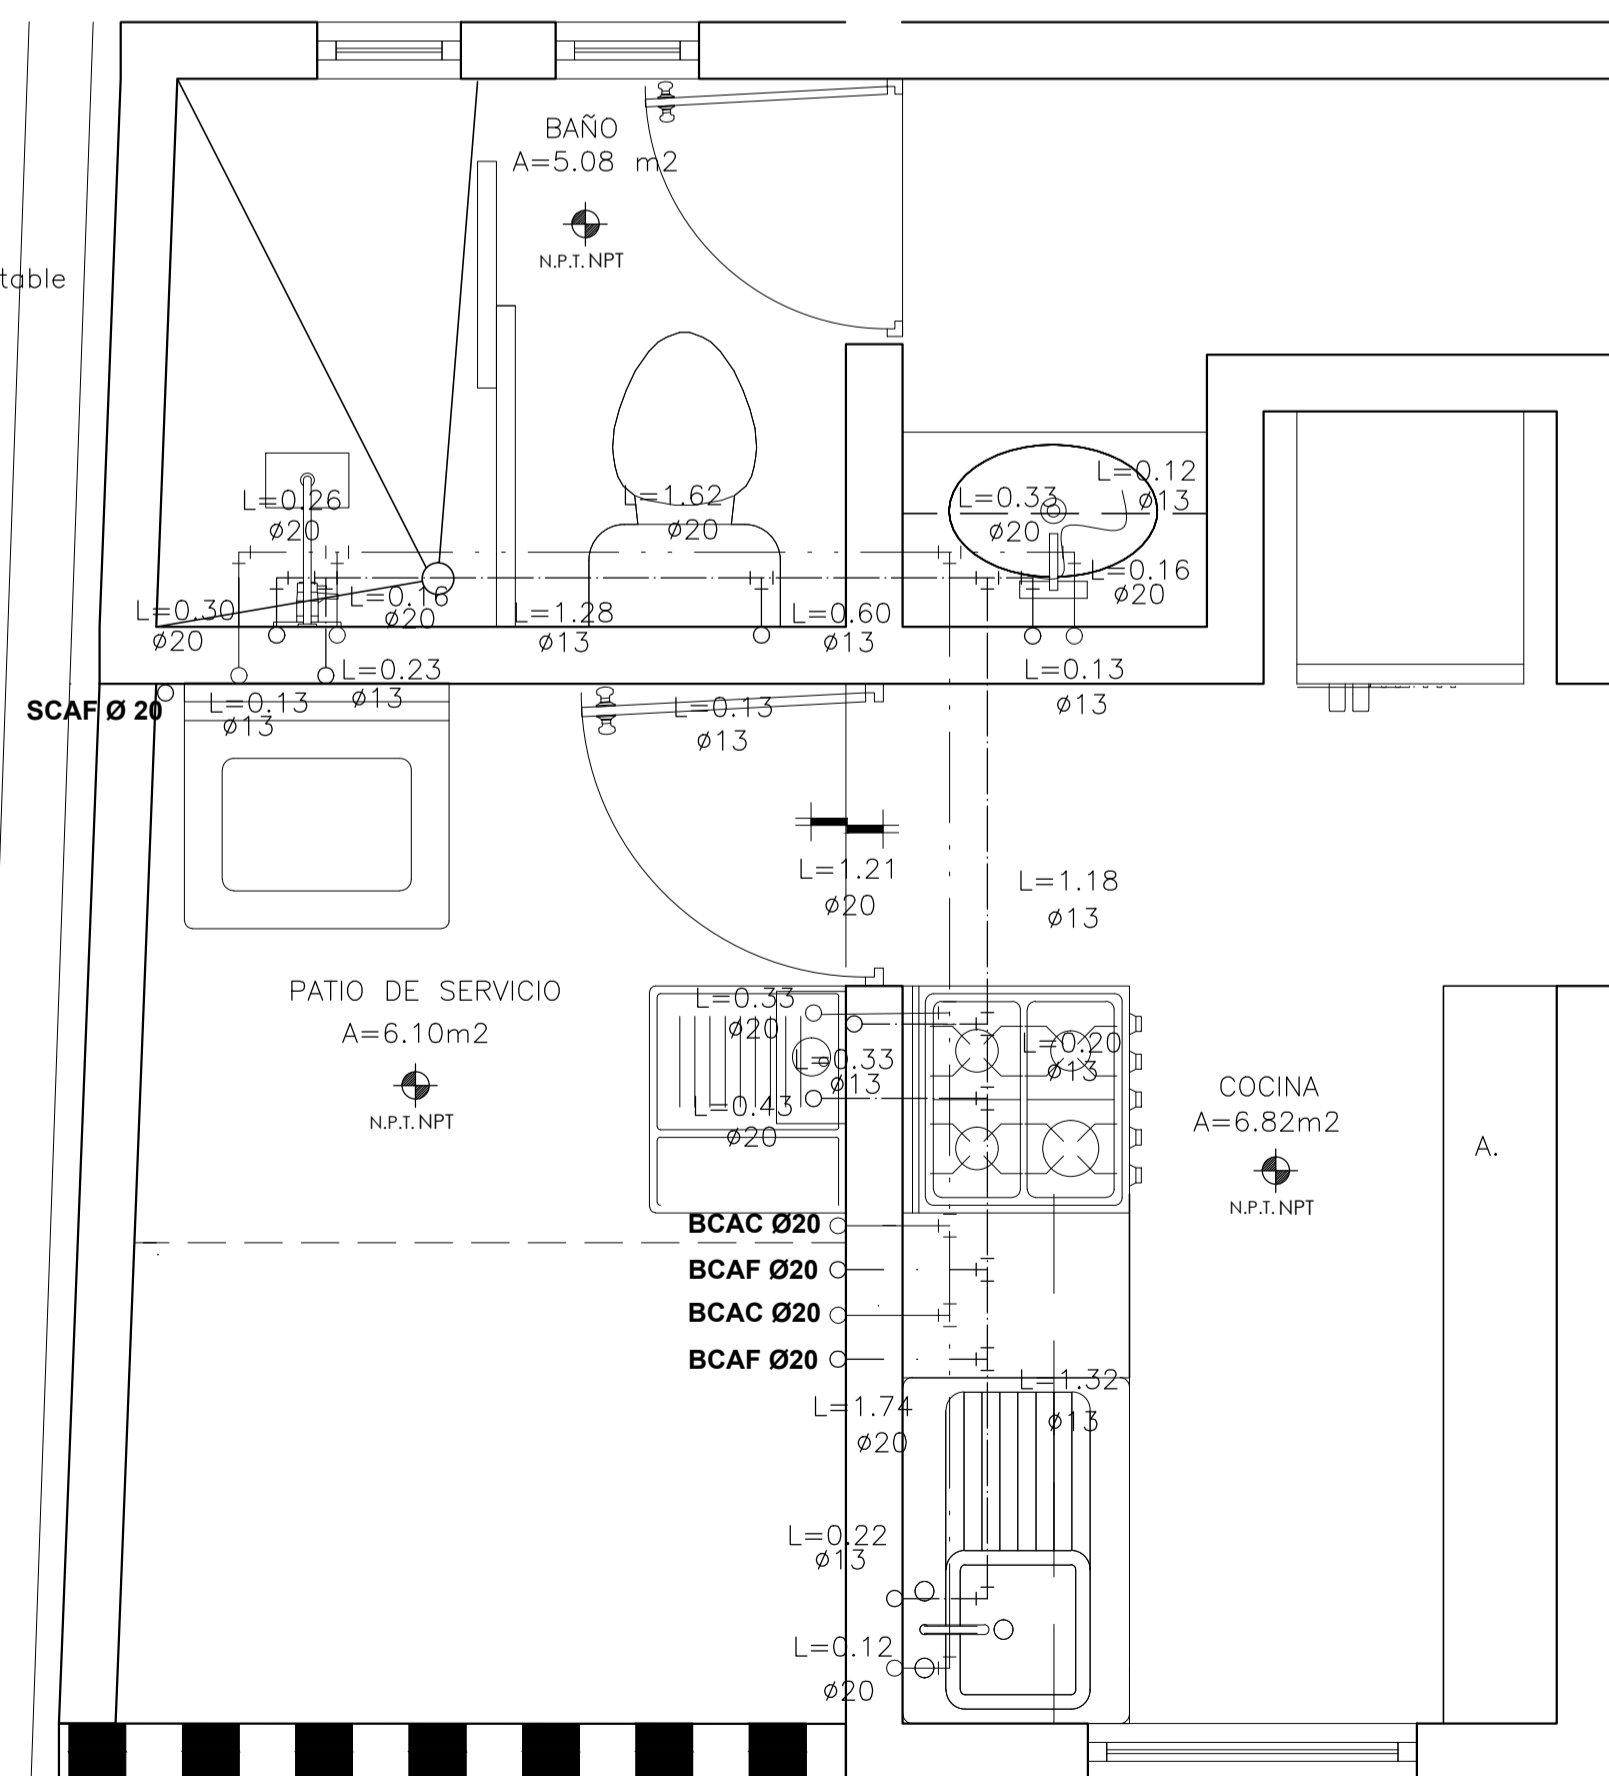 BAÑO
A=5.08 m2
N.P.T. NPT
table
L=0.12
ø13
L=0.26
ø20
L=1.62
ø20
L=0.33
ø20
L=0.16
ø20
L=0.16
ø20
L=0.30
ø20
L=1.28
ø13
L=0.60
ø13
L=0.23
ø13
L=0.13
ø13
SCAF Ø 20
L=0.13
ø13
L=0.13
ø13
L=1.21
ø20
L=1.18
ø13
PATIO DE SERVICIO
A=6.10m2
N.P.T. NPT
L=0.33
ø20
L=0.33
ø13
L=0.20
ø13
L=0.43
ø20
COCINA
A=6.82m2
N.P.T. NPT
A.
BCAC Ø20
BCAF Ø20
BCAC Ø20
BCAF Ø20
L=1.32
ø13
L=1.74
ø20
L=0.22
ø13
L=0.12
ø20